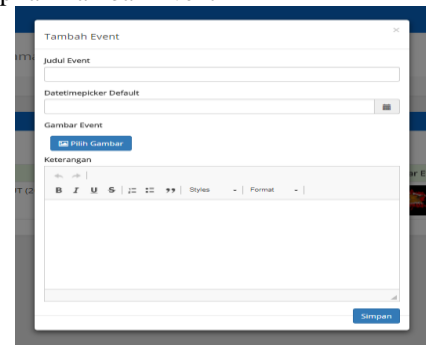 Tambah Event
×
Judul Event
Datetimepicker Default
Gambar Event
Pilih Gambar
Keterangan
B I U S Styles Format
Simpan